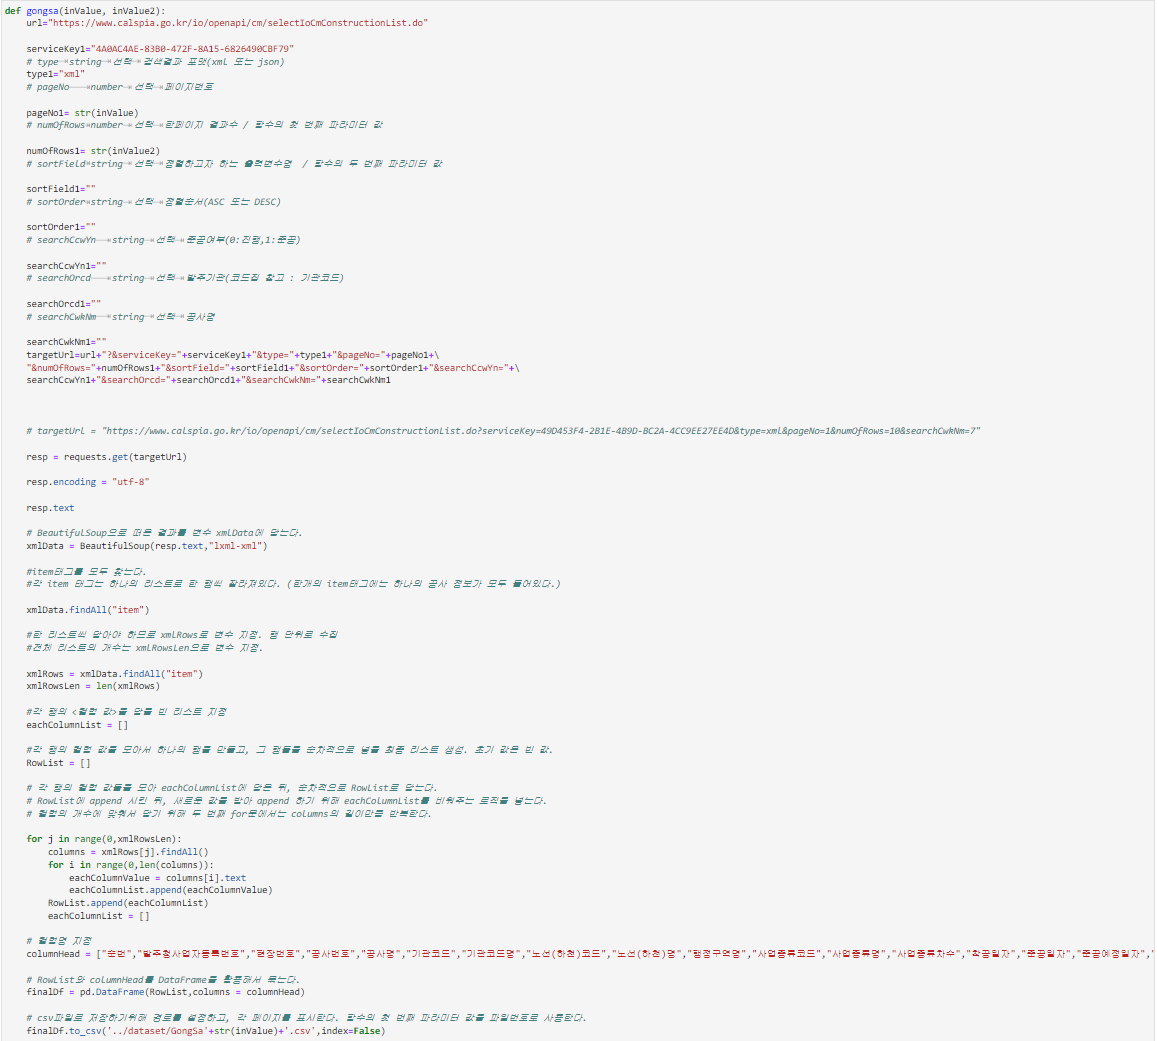 def gongsa(inValue, inValue2):
url="https://www.calspia.go.kr/io/openapi/cm/selectIoCmConstructionList.do"
serviceKey1="4A0AC4AE-83B0-472F-8A15-6826490CBF79"
# type→string→선택→검색결과 포맷(xml 또는 json)
type1="xml"
# pageNo→number→선택→페이지번호
pageNo1= str(inValue)
# numOfRows→number→선택→한페이지 결과수 / 함수의 첫 번째 파라미터 값
numOfRows1= str(inValue2)
# sortField→string→선택→정렬하고자 하는 출력변수명 / 함수의 두 번째 파라미터 값
sortField1=""
# sortOrder→string→선택→정렬순서(ASC 또는 DESC)
sortOrder1=""
# searchCcwYn→string→선택→준공여부(0:진행,1:준공)
searchCcwYn1=""
# searchOrcd→string→선택→발주기관(코드집 참고 : 기관코드)
searchOrcd1=""
# searchCwkNm→string→선택→공사명
searchCwkNm1=""
targetUrl=url+"?&serviceKey="+serviceKey1+"&type="+type1+"&pageNo="+pageNo1+\
"&numOfRows="+numOfRows1+"&sortField="+sortField1+"&sortOrder="+sortOrder1+"&searchCcwYn="+\
searchCcwYn1+"&searchOrcd="+searchOrcd1+"&searchCwkNm="+searchCwkNm1
# targetUrl = "https://www.calspia.go.kr/io/openapi/cm/selectIoCmConstructionList.do?serviceKey=49D453F4-2B1E-4B9D-BC2A-4CC9EE27EE4D&type=xml&pageNo=1&numOfRows=10&searchCwkNm=7"
resp = requests.get(targetUrl)
resp.encoding = "utf-8"
resp.text
# BeautifulSoup으로 떠온 결과를 변수 xmlData에 담는다.
xmlData = BeautifulSoup(resp.text,"lxml-xml")
#item태그를 모두 찾는다.
#각 item 태그는 하나의 리스트로 한 행씩 잘라져있다. (한개의 item태그에는 하나의 공사 정보가 모두 들어있다.)
xmlData.findAll("item")
#한 리스트씩 담아야 하므로 xmlRows로 변수 지정. 행 단위로 수집
#전체 리스트의 개수는 xmlRowsLen으로 변수 지정.
xmlRows = xmlData.findAll("item")
xmlRowsLen = len(xmlRows)
#각 행의 <컬럼 값>를 담을 빈 리스트 지정
eachColumnList = []
#각 행의 컬럼 값을 모아서 하나의 행을 만들고, 그 행들을 순차적으로 넣을 최종 리스트 생성. 초기 값은 빈 값.
RowList = []
# 각 행의 컬럼 값들을 모아 eachColumnList에 담은 뒤, 순차적으로 RowList로 담는다.
# RowList에 append 시킨 뒤, 새로운 값을 받아 append 하기 위해 eachColumnList를 비워주는 로직을 넣는다.
# 컬럼의 개수에 맞춰서 담기 위해 두 번째 for문에서는 columns의 길이만큼 반복한다.
for j in range(0,xmlRowsLen):
columns = xmlRows[j].findAll()
for i in range(0,len(columns)):
eachColumnValue = columns[i].text
eachColumnList.append(eachColumnValue)
RowList.append(eachColumnList)
eachColumnList = []
# 컬럼명 지정
columnHead = ["순번","발주청사업자등록번호","현장번호","공사번호","공사명","기관코드","기관코드명","노선(하천)코드","노선(하천)명","행정구역명","사업종류코드","사업종류명","사업종류차수","착공일자","준공일자","준공예정일자","
# RowList와 columnHead를 DataFrame을 활용해서 묶는다.
finalDf = pd.DataFrame(RowList,columns = columnHead)
# csv파일로 저장하기위해 경로를 설정하고, 각 페이지를 표시한다. 함수의 첫 번째 파라미터 값을 파일번호로 사용한다.
finalDf.to_csv('../dataset/GongSa'+str(inValue)+'.csv',index=False)